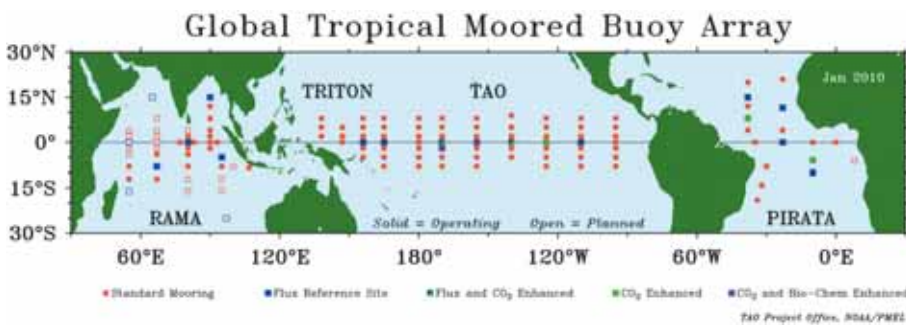 Global Tropical Moored Buoy Array
30°N
15°N
0°
15°S
30°S
TRITON
TAO
Jan 2010
RAMA
Solid = Operating
Open = Planned
PIRATA
60°E
120°E
180°
120°W
60°W
0°E
Standard Mooring
Flux Reference Site
Flux and CO₂ Enhanced
CO₂ Enhanced
CO₂ and Bio-Chem Enhanced
TAO Project Office, NOAA/PMEL